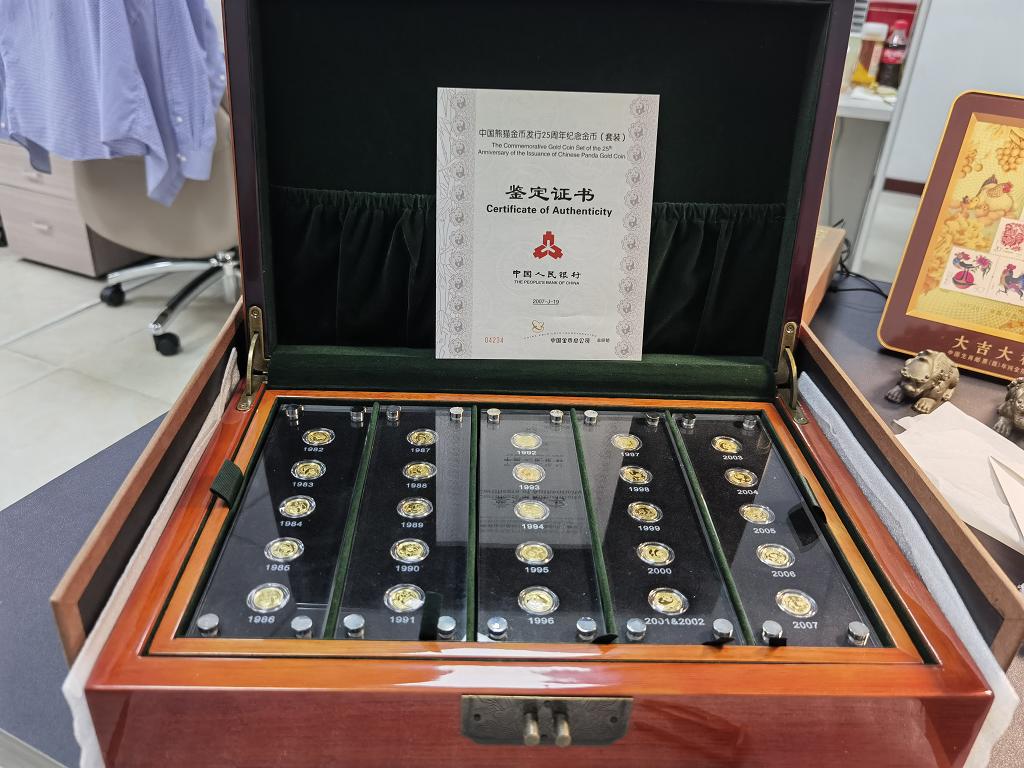 中国熊猫金币发行25周年纪念金币（套装）
The Commemorative Gold Coin Set of the 25th
Anversary of the Issuance of Chinese Panda Gold Coin
鉴定证书
Certificate of Authenticity
中国人民银行
THE PEOPLE'S BANK OF CHINA
2007-J-19
04234
中国金币总公司
1982
1987
1992
1997
2003
1983
1988
1993
1998
2004
1984
1989
1994
1999
2005
1985
1990
1995
2000
2006
1986
1991
1996
2001&2002
2007
大吉大